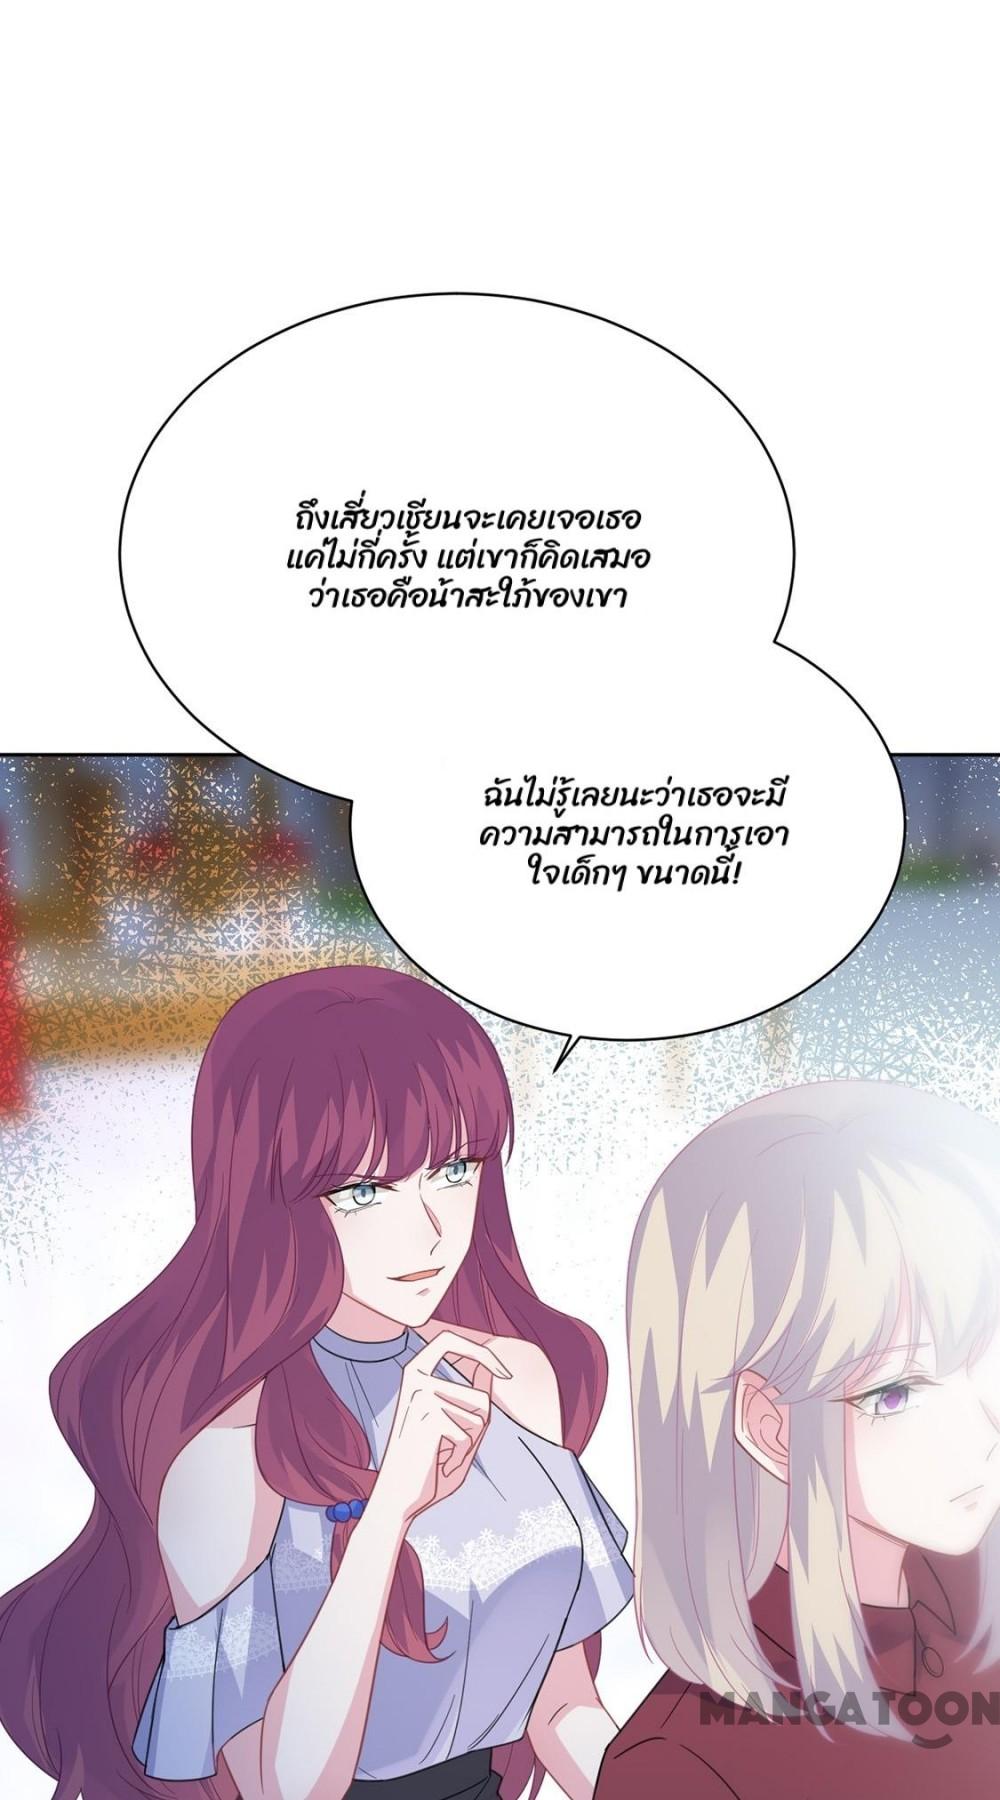 ถึงเสี่ยวเชียนจะเคยเจอเธอ
แค่ไม่กี่ครั้ง แต่เขาก็คิดเสมอ
ว่าเธอคือน้าสะใภ้ของเขา
ฉันไม่รู้เลยนะว่าเธอจะมี
ความสามารถในการเอา
ใจเด็กๆ ขนาดนี้!
MANGATOON